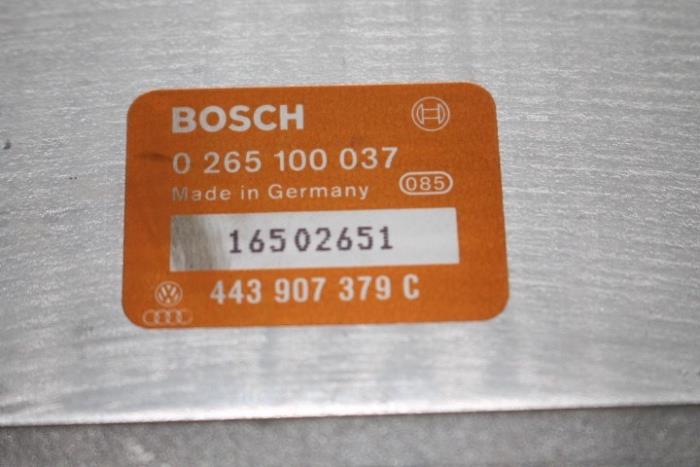 BOSCH
0 265 100 037
Made in Germany 085
16502651
443 907 379 C